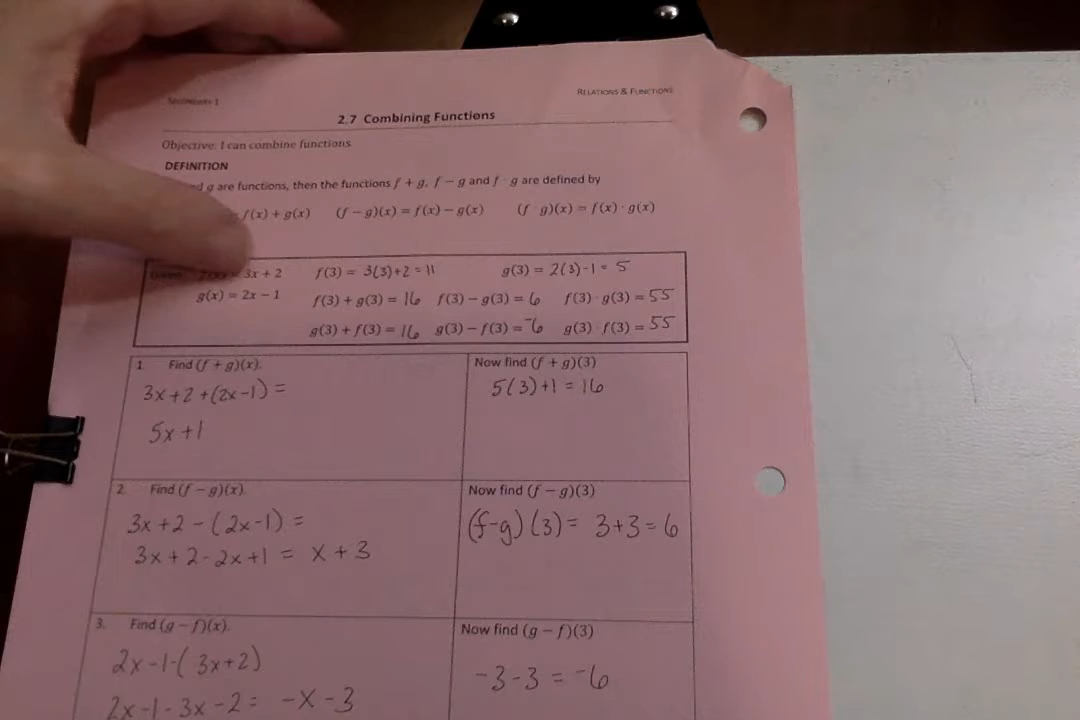 SECONDARY 1
RELATIONS & FUNCTIONS
2.7 Combining Functions
Objective: I can combine functions
DEFINITION
g are functions, then the functions f + g, f − g and f · g are defined by
f(x) + g(x) (f − g)(x) = f(x) − g(x) (f g)(x) = f(x) · g(x)
3x + 2 f(3) = 3(3)+2 = 11 g(3) = 2(3)-1 = 5
g(x) = 2x − 1 f(3) + g(3) = 16 f(3) − g(3) = 6 f(3) · g(3) = 55
g(3) + f(3) = 16 g(3) − f(3) = -6 g(3) · f(3) = 55
1. Find (f + g)(x).
3x+2+(2x-1) =
5x+1
Now find (f + g)(3)
5(3)+1 = 16
2. Find (f − g)(x).
3x+2-(2x-1) =
3x+2-2x+1 = x+3
Now find (f − g)(3)
(f-g)(3) = 3+3=6
3. Find (g − f)(x).
2x-1-(3x+2)
2x-1-3x-2= -x-3
Now find (g − f)(3)
-3-3 = -6